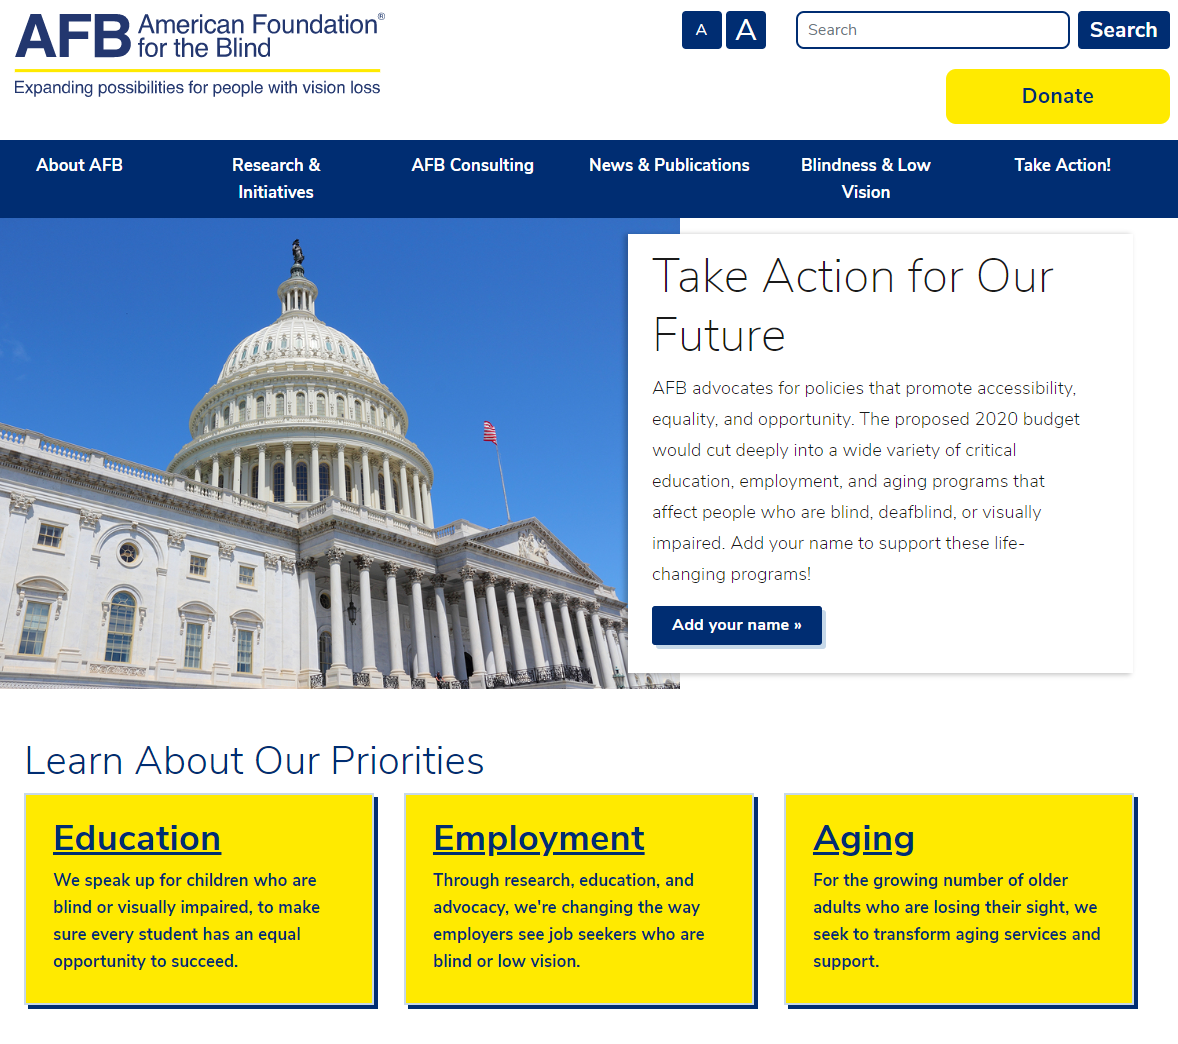 AFB American Foundation®
for the Blind
Expanding possibilities for people with vision loss
A A Search Search
Donate
About AFB
Research &
Initiatives
AFB Consulting
News & Publications
Blindness & Low
Vision
Take Action!
Take Action for Our
Future
AFB advocates for policies that promote accessibility,
equality, and opportunity. The proposed 2020 budget
would cut deeply into a wide variety of critical
education, employment, and aging programs that
affect people who are blind, deafblind, or visually
impaired. Add your name to support these life-
changing programs!
Add your name »
Learn About Our Priorities
Education
We speak up for children who are
blind or visually impaired, to make
sure every student has an equal
opportunity to succeed.
Employment
Through research, education, and
advocacy, we're changing the way
employers see job seekers who are
blind or low vision.
Aging
For the growing number of older
adults who are losing their sight, we
seek to transform aging services and
support.